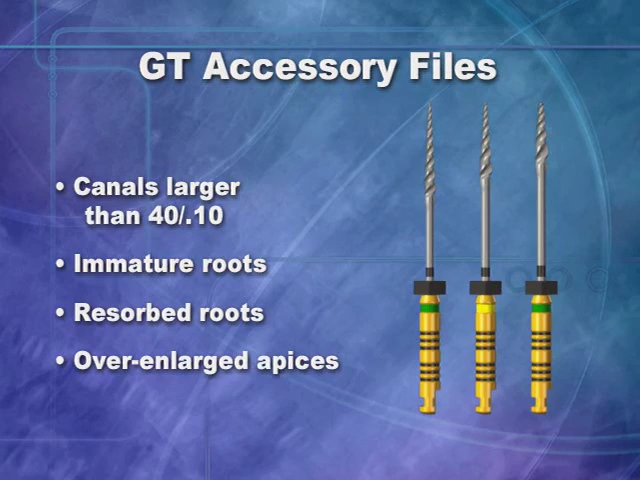 GT Accessory Files
• Canals larger
than 40/.10
• Immature roots
• Resorbed roots
• Over-enlarged apices